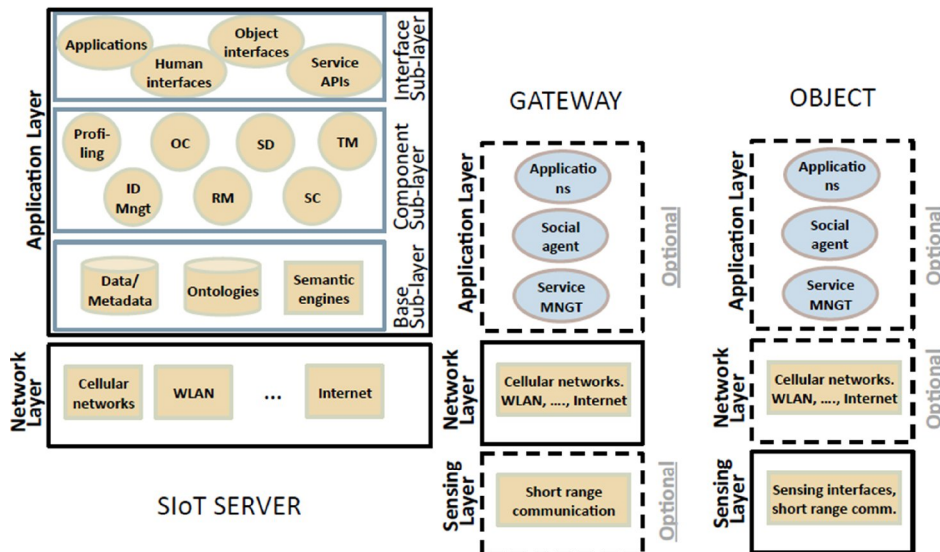 Application Layer
Applications
Human
interfaces
Object
interfaces
Service
APIs
Interface
Sub-layer
Profi-
ling
OC
SD
TM
ID
Mngt
RM
SC
Component
Sub-layer
Data/
Metadata
Ontologies
Semantic
engines
Base
Sub-layer
Network
Layer
Cellular
networks
WLAN
...
Internet
SIoT SERVER
GATEWAY
Application Layer
Applicatio
ns
Social
agent
Service
MNGT
Optional
Network
Layer
Cellular networks.
WLAN, ...., Internet
Sensing
Layer
Short range
communication
Optional
OBJECT
Application Layer
Applicatio
ns
Social
agent
Service
MNGT
Optional
Network
Layer
Cellular networks.
WLAN, ...., Internet
Optional
Sensing
Layer
Sensing interfaces,
short range comm.